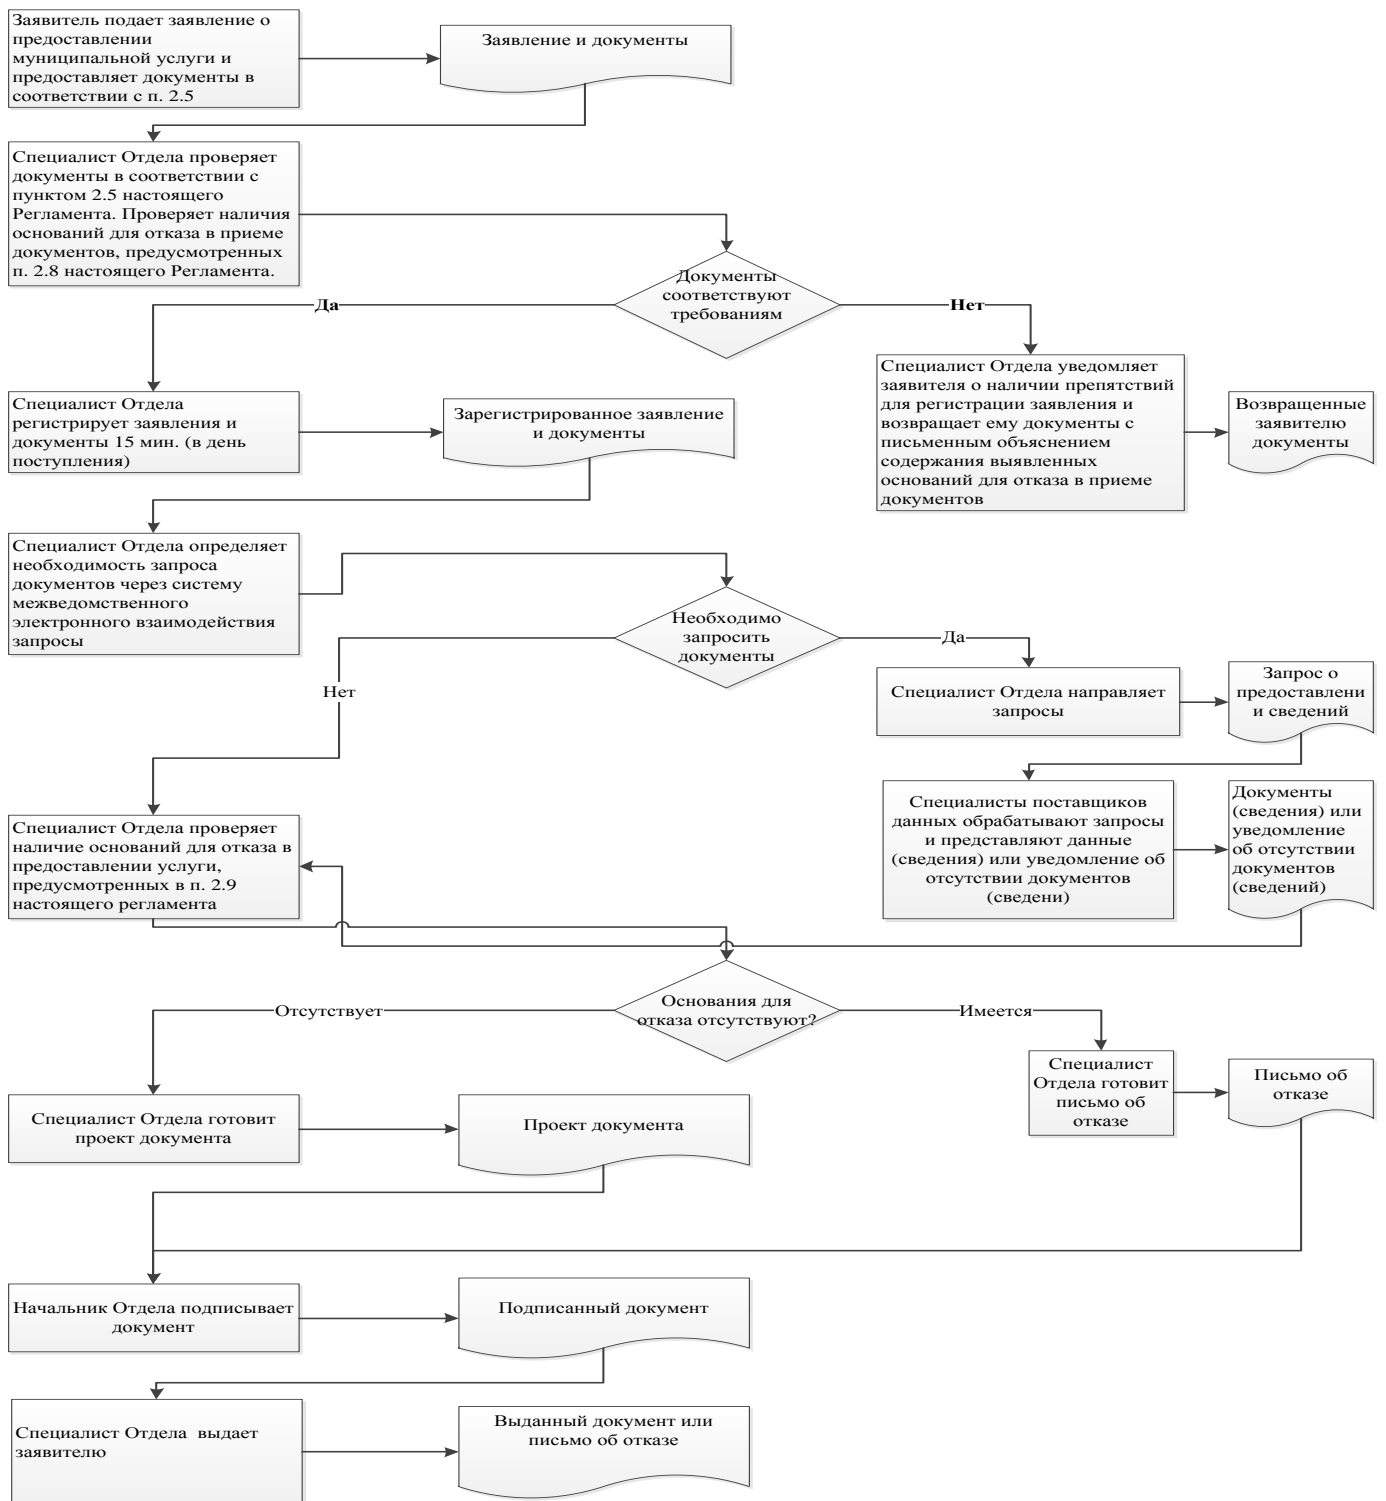 Заявитель подает заявление о
предоставлении
муниципальной услуги и
предоставляет документы в
соответствии с п. 2.5
Заявление и документы
Специалист Отдела проверяет
документы в соответствии с
пунктом 2.5 настоящего
Регламента. Проверяет наличия
оснований для отказа в приеме
документов, предусмотренных
п. 2.8 настоящего Регламента.
Документы
соответствуют
требованиям
Да
Нет
Специалист Отдела
регистрирует заявления и
документы 15 мин. (в день
поступления)
Зарегистрированное заявление
и документы
Специалист Отдела уведомляет
заявителя о наличии препятствий
для регистрации заявления и
возвращает ему документы с
письменным объяснением
содержания выявленных
оснований для отказа в приеме
документов
Возвращенные
заявителю
документы
Специалист Отдела определяет
необходимость запроса
документов через систему
межведомственного
электронного взаимодействия
запросы
Необходимо
запросить
документы
Да
Нет
Специалист Отдела направляет
запросы
Запрос о
предоставлени
и сведений
Специалисты поставщиков
данных обрабатывают запросы
и представляют данные
(сведения) или уведомление об
отсутствии документов
(сведени)
Документы
(сведения) или
уведомление
об отсутствии
документов
(сведений)
Специалист Отдела проверяет
наличие оснований для отказа в
предоставлении услуги,
предусмотренных в п. 2.9
настоящего регламента
Основания для
отказа отсутствуют?
Отсутствует
Имеется
Специалист
Отдела готовит
письмо об
отказе
Письмо об
отказе
Специалист Отдела готовит
проект документа
Проект документа
Начальник Отдела подписывает
документ
Подписанный документ
Специалист Отдела  выдает
заявителю
Выданный документ или
письмо об отказе